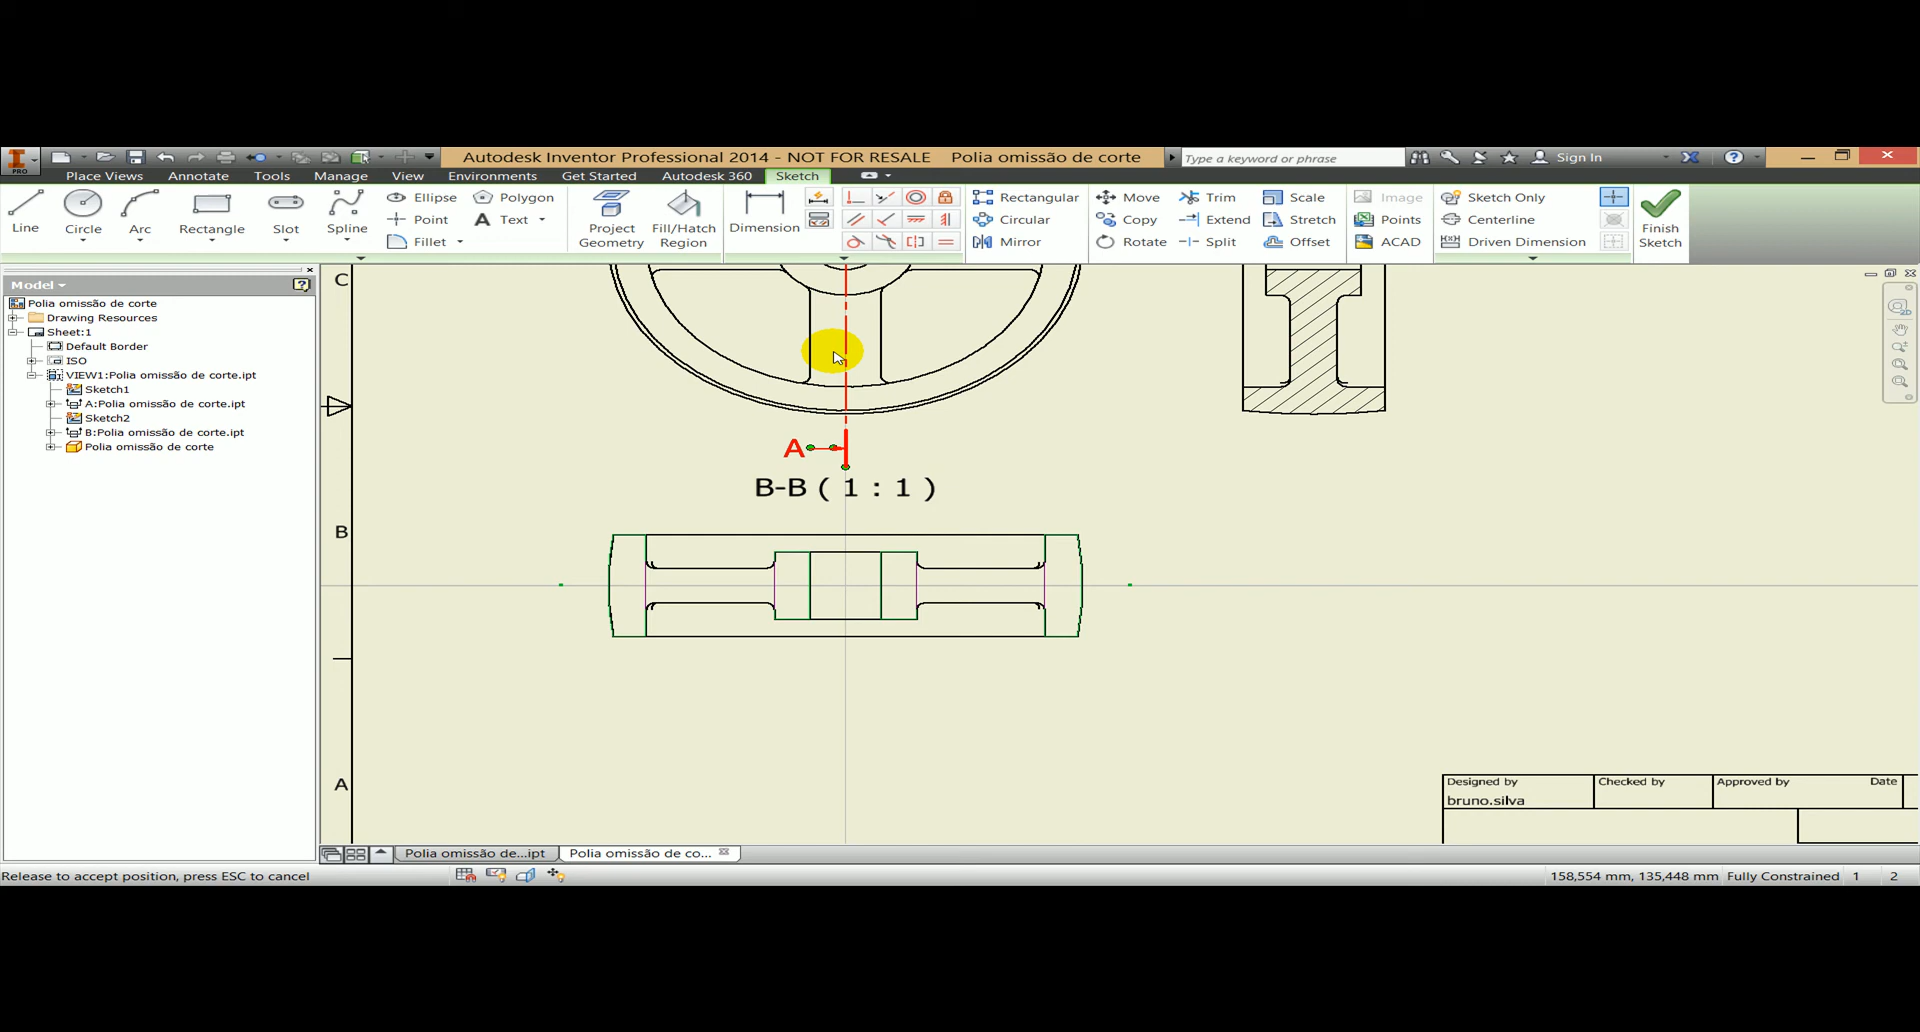 Autodesk Inventor Professional 2014 - NOT FOR RESALE Polia omissão de corte
Type a keyword or phrase
Sign In
PRO
Place Views Annotate Tools Manage View Environments Get Started Autodesk 360 Sketch
Line
Circle
Arc
Rectangle
Slot
Spline
Ellipse
Polygon
Point
Text
Fillet
Project Geometry
Fill/Hatch Region
Dimension
Rectangular
Circular
Mirror
Move
Copy
Rotate
Trim
Extend
Split
Scale
Stretch
Offset
Image
Points
ACAD
Sketch Only
Centerline
Driven Dimension
Finish Sketch
Model
Polia omissão de corte
Drawing Resources
Sheet:1
Default Border
ISO
VIEW1:Polia omissão de corte.ipt
Sketch1
A:Polia omissão de corte.ipt
Sketch2
B:Polia omissão de corte.ipt
Polia omissão de corte
C
B
A
A
B-B ( 1 : 1 )
Designed by
bruno.silva
Checked by
Approved by
Date
Polia omissão de...ipt
Polia omissão de co...
Release to accept position, press ESC to cancel
158,554 mm, 135,448 mm Fully Constrained 1 2